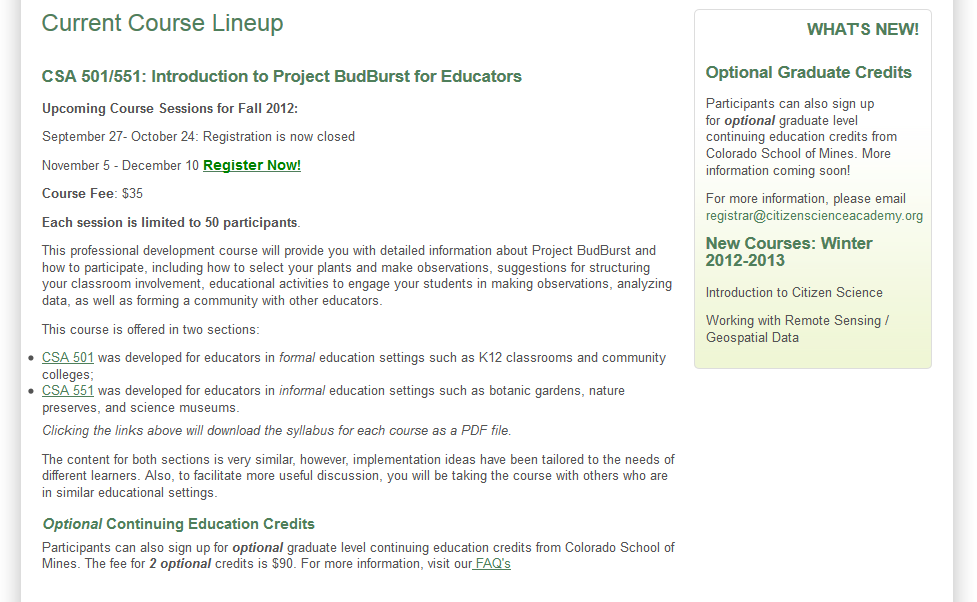 Current Course Lineup
CSA 501/551: Introduction to Project BudBurst for Educators
Upcoming Course Sessions for Fall 2012:
September 27- October 24: Registration is now closed
November 5 - December 10 Register Now!
Course Fee: $35
Each session is limited to 50 participants.
This professional development course will provide you with detailed information about Project BudBurst and
how to participate, including how to select your plants and make observations, suggestions for structuring
your classroom involvement, educational activities to engage your students in making observations, analyzing
data, as well as forming a community with other educators.
This course is offered in two sections:
• CSA 501 was developed for educators in formal education settings such as K12 classrooms and community
colleges;
• CSA 551 was developed for educators in informal education settings such as botanic gardens, nature
preserves, and science museums.
Clicking the links above will download the syllabus for each course as a PDF file.
The content for both sections is very similar, however, implementation ideas have been tailored to the needs of
different learners. Also, to facilitate more useful discussion, you will be taking the course with others who are
in similar educational settings.
Optional Continuing Education Credits
Participants can also sign up for optional graduate level continuing education credits from Colorado School of
Mines. The fee for 2 optional credits is $90. For more information, visit our FAQ's
WHAT'S NEW!
Optional Graduate Credits
Participants can also sign up
for optional graduate level
continuing education credits from
Colorado School of Mines. More
information coming soon!
For more information, please email
registrar@citizenscienceacademy.org
New Courses: Winter
2012-2013
Introduction to Citizen Science
Working with Remote Sensing /
Geospatial Data